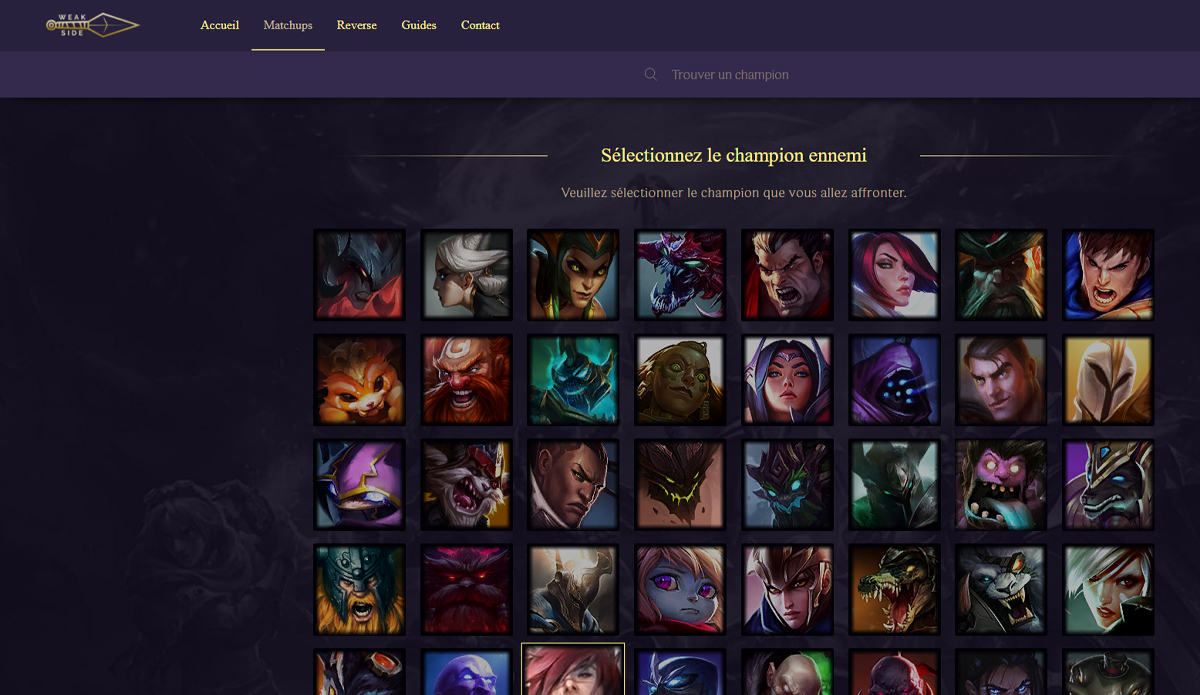 WEAK
SIDE
Accueil
Matchups
Reverse
Guides
Contact
Trouver un champion
Sélectionnez le champion ennemi
Veuillez sélectionner le champion que vous allez affronter.